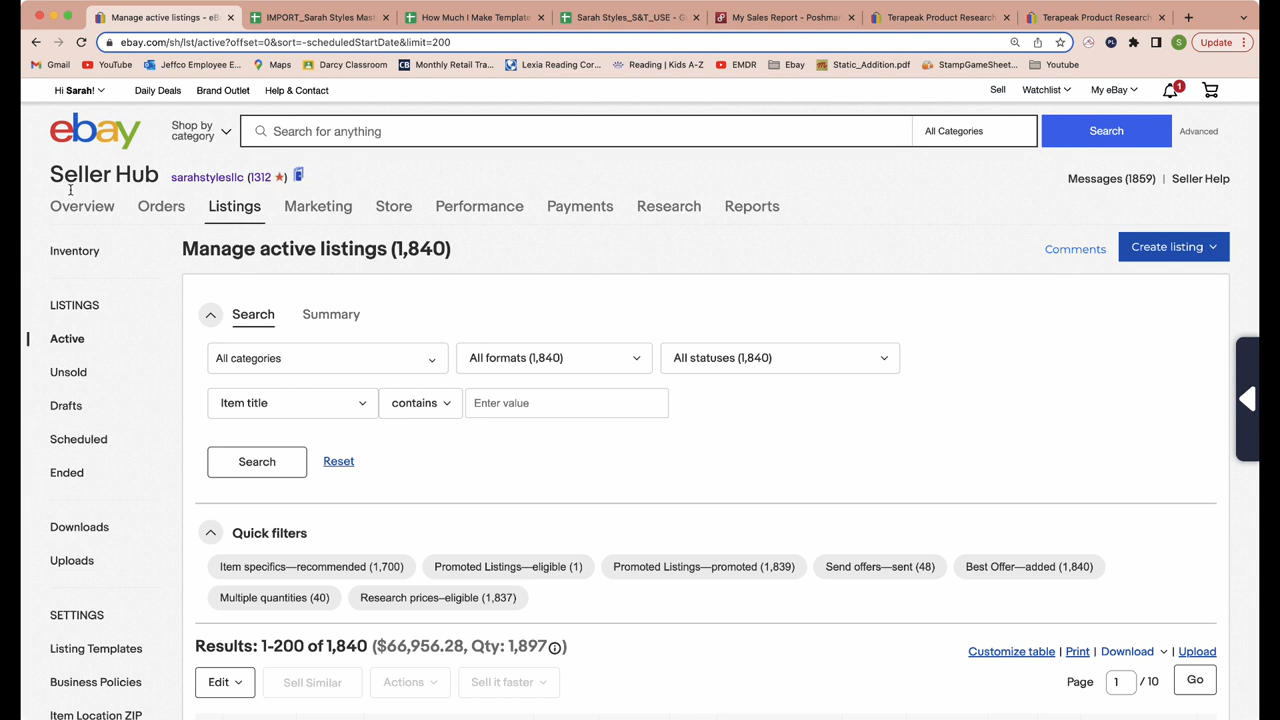 Manage active listings - eB
IMPORT_Sarah Styles Mast
How Much I Make Template
Sarah Styles_S&T_USE - G
My Sales Report - Poshmar
Terapeak Product Research
Terapeak Product Research
ebay.com/sh/lst/active?offset=0&sort=-scheduledStartDate&limit=200
S
Update
Gmail
YouTube
Jeffco Employee E...
Maps
Darcy Classroom
CB Monthly Retail Tra...
Lexia Reading Cor...
Reading | Kids A-Z
EMDR
Ebay
Static_Addition.pdf
StampGameSheet...
Youtube
Hi Sarah!
Daily Deals
Brand Outlet
Help & Contact
Sell
Watchlist
My eBay
1
ebay
Shop by category
Search for anything
All Categories
Search
Advanced
Seller Hub
sarahstylesllc (1312 ★)
Messages (1859) | Seller Help
Overview
Orders
Listings
Marketing
Store
Performance
Payments
Research
Reports
Inventory
Manage active listings (1,840)
Comments
Create listing
LISTINGS
Active
Unsold
Drafts
Scheduled
Ended
Downloads
Uploads
SETTINGS
Listing Templates
Business Policies
Item Location ZIP
Search
Summary
All categories
All formats (1,840)
All statuses (1,840)
Item title
contains
Enter value
Search
Reset
Quick filters
Item specifics—recommended (1,700)
Promoted Listings—eligible (1)
Promoted Listings—promoted (1,839)
Send offers—sent (48)
Best Offer—added (1,840)
Multiple quantities (40)
Research prices–eligible (1,837)
Results: 1-200 of 1,840 ($66,956.28, Qty: 1,897)
Customize table | Print | Download | Upload
Edit
Sell Similar
Actions
Sell it faster
Page 1 / 10
Go